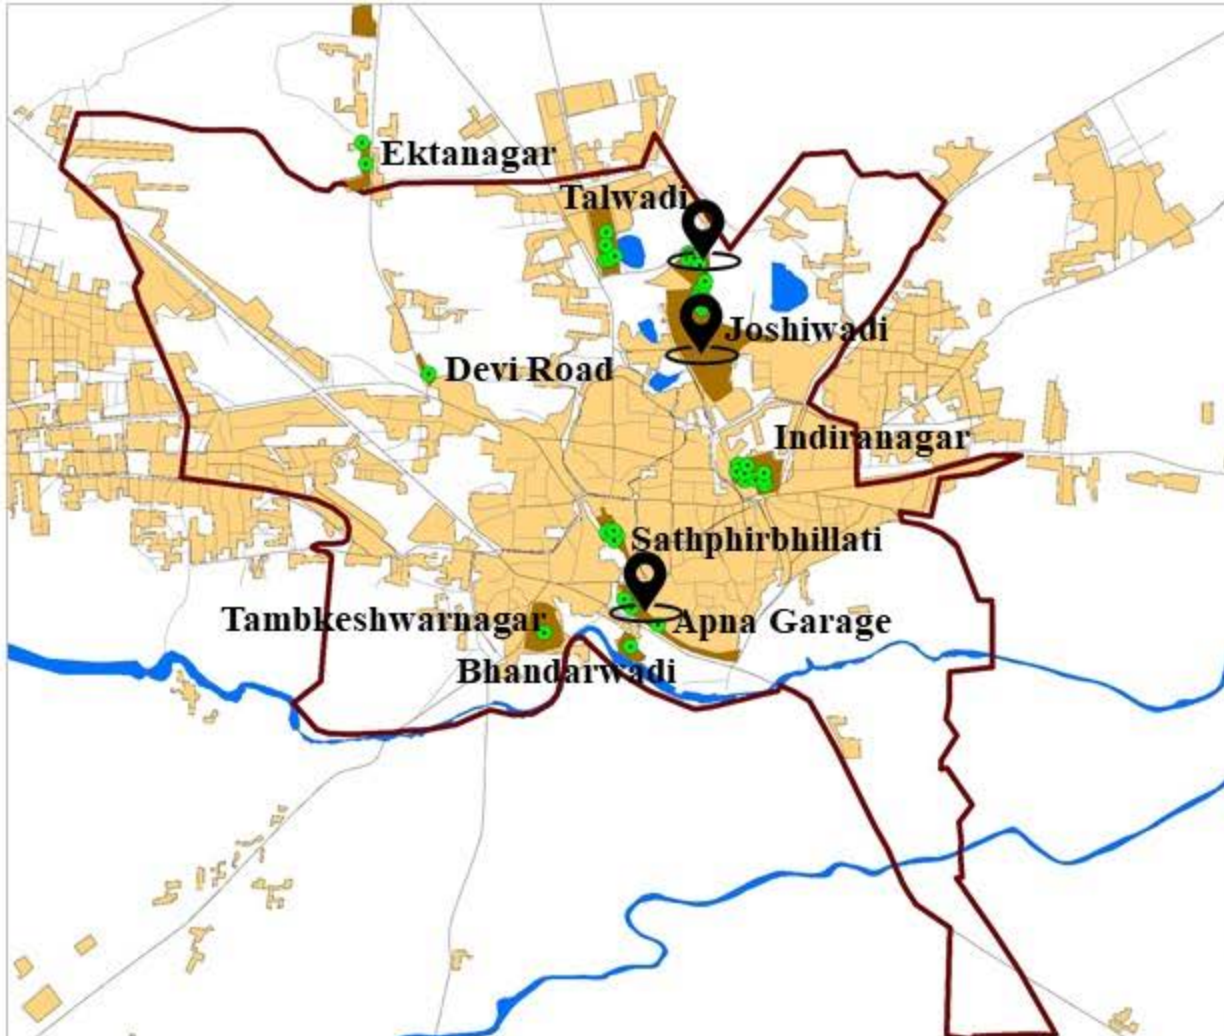 Ektanagar
Talwadi
Joshiwadi
Devi Road
Indiranagar
Sathphirbhillati
Tambkeshwarnagar
Apna Garage
Bhandarwadi